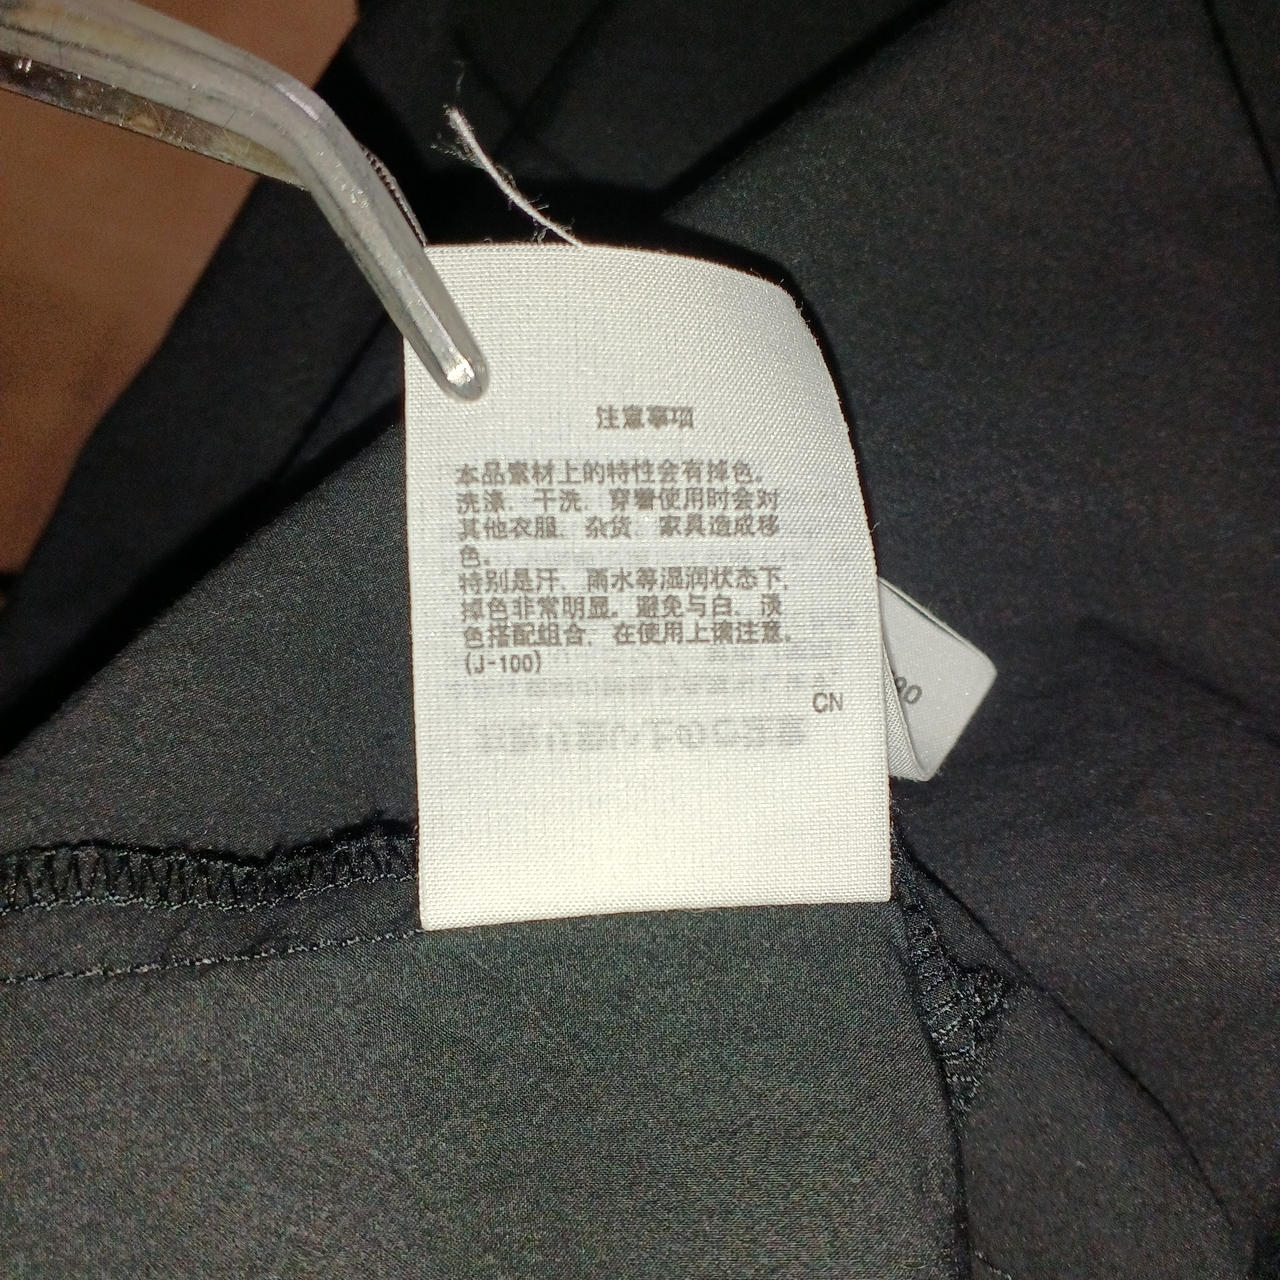 注意事项
本品素材上的特性会有掉色。
洗涤、干洗、穿着使用时会对
其他衣服、杂货、家具造成移
色。
特别是汗、雨水等湿润状态下,
掉色非常明显。避免与白、淡
色搭配组合, 在使用上请注意。
(J-100)
CN